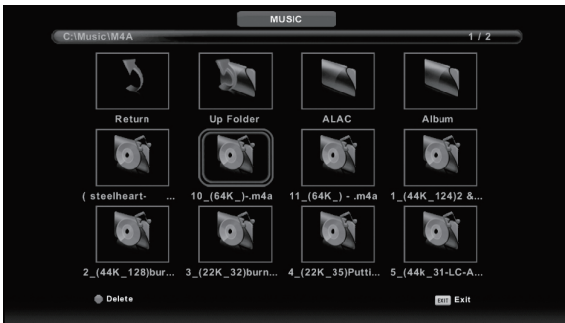 MUSIC
C:\Music\M4A 1 / 2
Return Up Folder ALAC Album
( steelheart- ... 10_(64K_)-.m4a 11_(64K_) - .m4a 1_(44K_124)2 &...
2_(44K_128)bur... 3_(22K_32)burn... 4_(22K_35)Putti... 5_(44k_31-LC-A...
Delete EXIT Exit